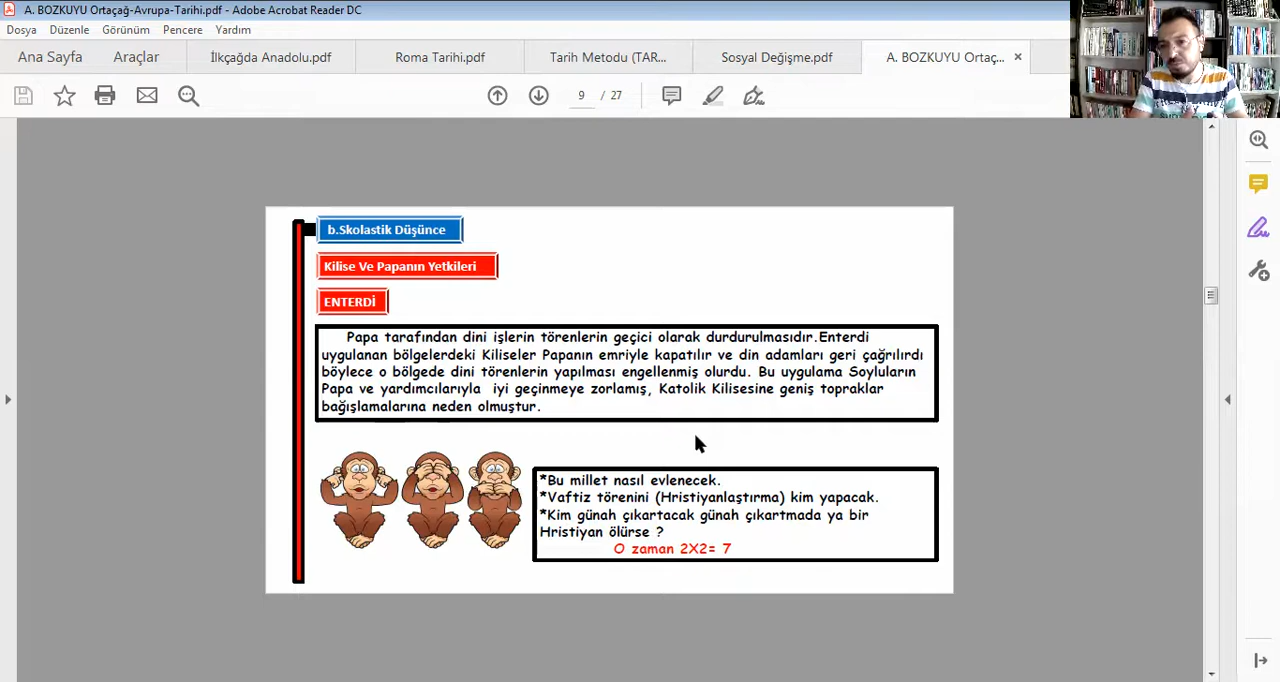 A. BOZKUYU Ortaçağ-Avrupa-Tarihi.pdf - Adobe Acrobat Reader DC
Dosya Düzenle Görünüm Pencere Yardım
Ana Sayfa Araçlar İlkçağda Anadolu.pdf Roma Tarihi.pdf Tarih Metodu (TAR... Sosyal Değişme.pdf A. BOZKUYU Ortaç... ×
9 / 27
b.Skolastik Düşünce
Kilise Ve Papanın Yetkileri
ENTERDİ
Papa tarafından dini işlerin törenlerin geçici olarak durdurulmasıdır.Enterdi
uygulanan bölgelerdeki Kiliseler Papanın emriyle kapatılır ve din adamları geri çağrılırdı
böylece o bölgede dini törenlerin yapılması engellenmiş olurdu. Bu uygulama Soyluların
Papa ve yardımcılarıyla iyi geçinmeye zorlamış, Katolik Kilisesine geniş topraklar
bağışlamalarına neden olmuştur.
*Bu millet nasıl evlenecek.
*Vaftiz törenini (Hristiyanlaştırma) kim yapacak.
*Kim günah çıkartacak günah çıkartmada ya bir
Hristiyan ölürse ?
O zaman 2X2= 7